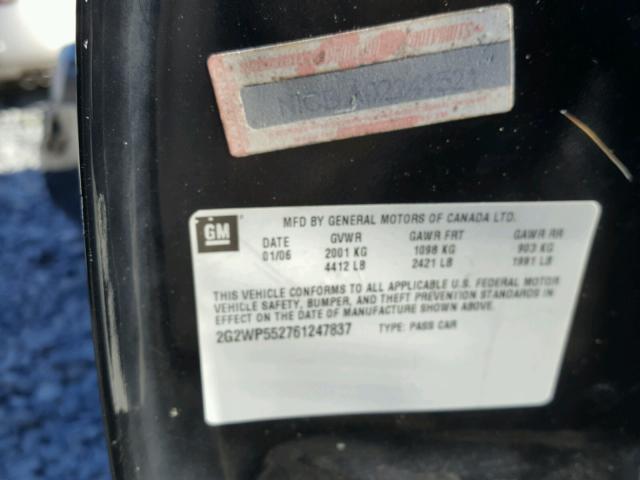 GM
MFD BY GENERAL MOTORS OF CANADA LTD.
DATE GVWR GAWR FRT GAWR RR
01/06 2001 KG 1098 KG 903 KG
4412 LB 2421 LB 1991 LB
THIS VEHICLE CONFORMS TO ALL APPLICABLE U.S. FEDERAL MOTOR
VEHICLE SAFETY, BUMPER, AND THEFT PREVENTION STANDARDS IN
EFFECT ON THE DATE OF MANUFACTURE SHOWN ABOVE.
2G2WP552761247837 TYPE: PASS CAR